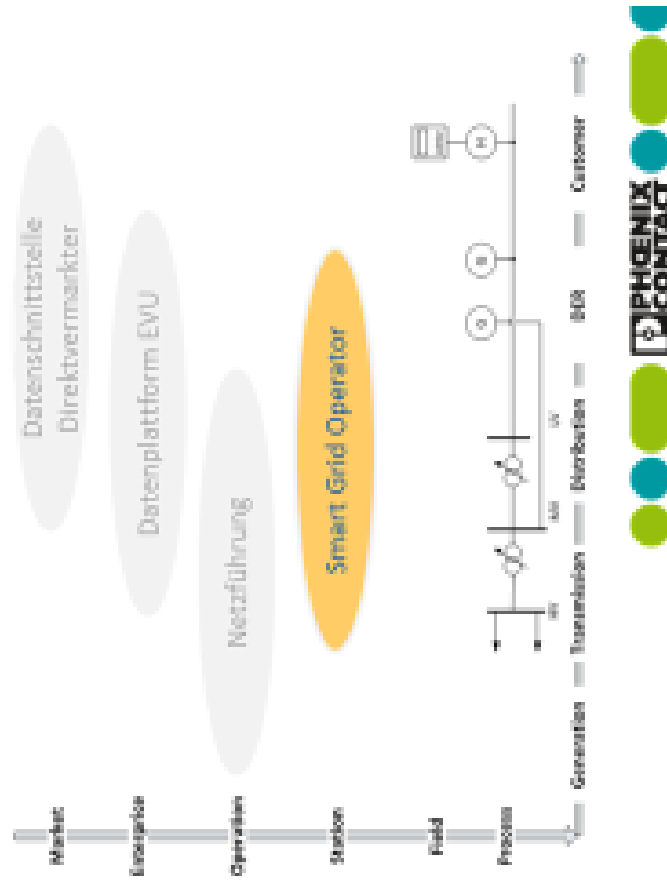 Datenschnittstelle
Direktvermarkter
Datenplattform EVU
Netzführung
Smart Grid Operator
Market
Enterprise
Operation
Station
Field
Process
Generation
Transmission
Distribution
DER
Customer
PHOENIX
CONTACT